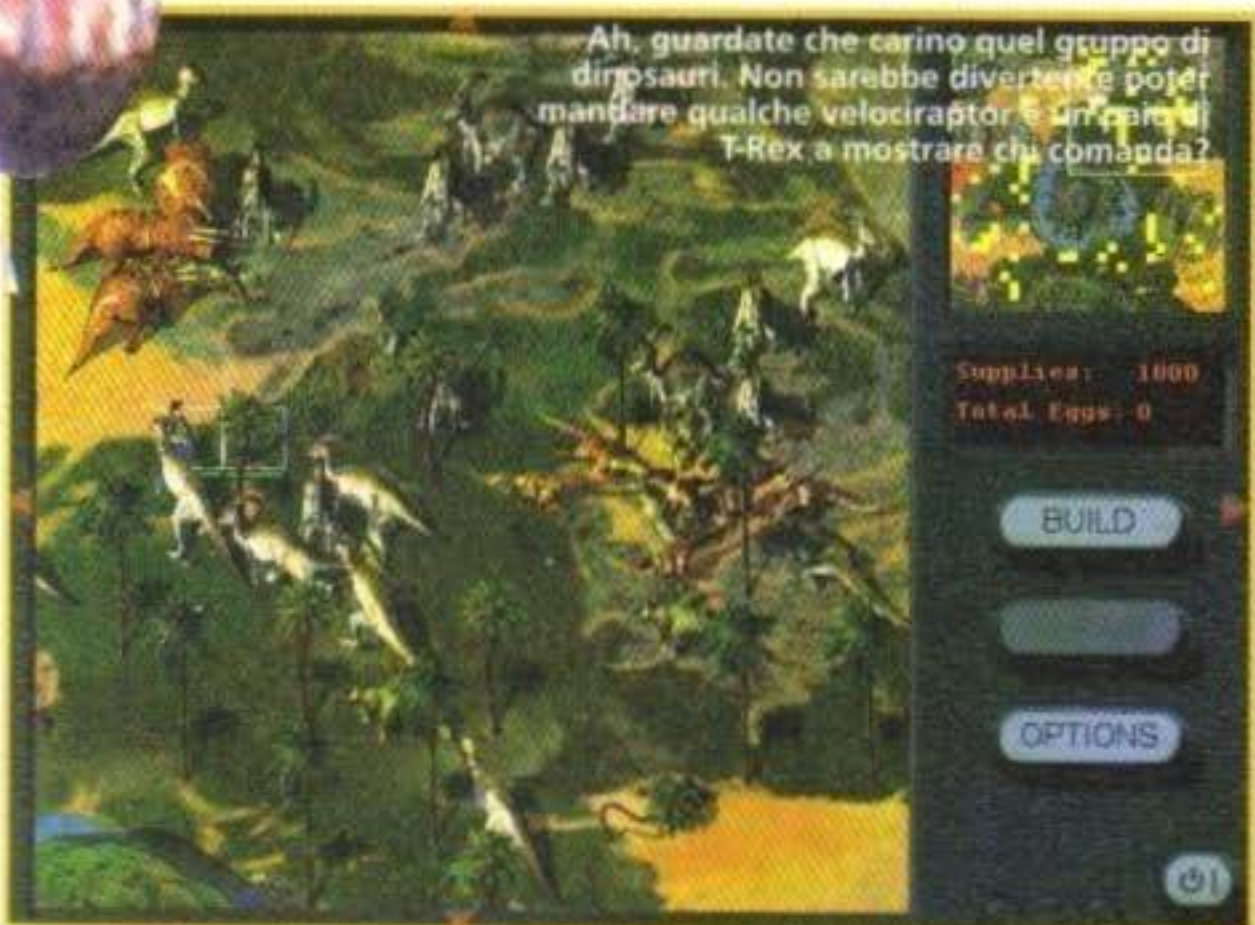 Ah, guardate che carino quel gruppo di
dinosauri. Non sarebbe divertente poter
mandare qualche velociraptor e un paio di
T-Rex a mostrare chi comanda?
Supplies: 1000
Total Eggs: 0
BUILD
OPTIONS